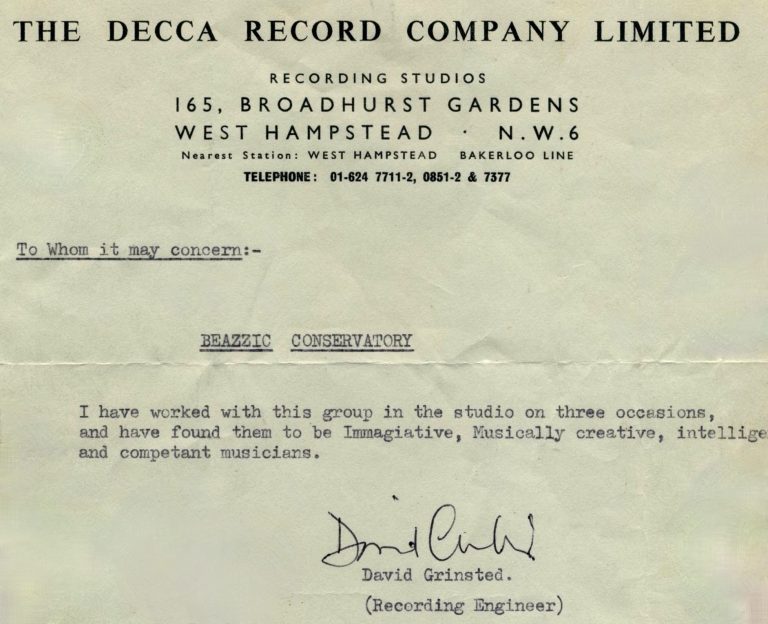 THE DECCA RECORD COMPANY LIMITED
RECORDING STUDIOS
165, BROADHURST GARDENS
WEST HAMPSTEAD · N.W.6
Nearest Station: WEST HAMPSTEAD BAKERLOO LINE
TELEPHONE: 01-624 7711-2, 0851-2 & 7377
To Whom it may concern:-
BEAZZIC CONSERVATORY
I have worked with this group in the studio on three occasions,
and have found them to be Immagiative, Musically creative, intellige
and competant musicians.
David Grinsted.
(Recording Engineer)